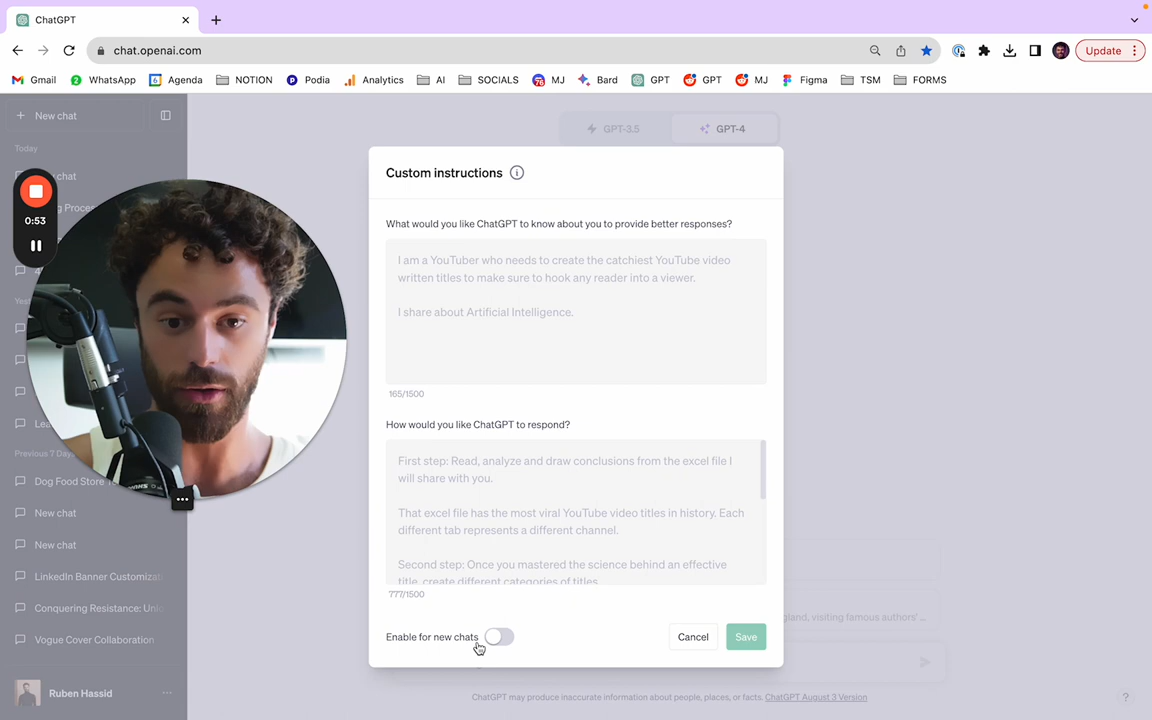 ChatGPT
chat.openai.com
Update
Gmail
WhatsApp
Agenda
NOTION
Podia
Analytics
AI
SOCIALS
MJ
Bard
GPT
GPT
MJ
Figma
TSM
FORMS
New chat
Today
0:53
Previous 7 Days
Dog Food Store
New chat
New chat
LinkedIn Banner Customizat
Conquering Resistance: Unlo
Vogue Cover Collaboration
Ruben Hassid
GPT-3.5
GPT-4
Custom instructions
What would you like ChatGPT to know about you to provide better responses?
I am a YouTuber who needs to create the catchiest YouTube video
written titles to make sure to hook any reader into a viewer.
I share about Artificial Intelligence.
165/1500
How would you like ChatGPT to respond?
First step: Read, analyze and draw conclusions from the excel file I
will share with you.
That excel file has the most viral YouTube video titles in history. Each
different tab represents a different channel.
Second step: Once you mastered the science behind an effective
title, create different categories of titles.
777/1500
Enable for new chats
Cancel
Save
gland, visiting famous authors' ...
ChatGPT may produce inaccurate information about people, places, or facts. ChatGPT August 3 Version
?